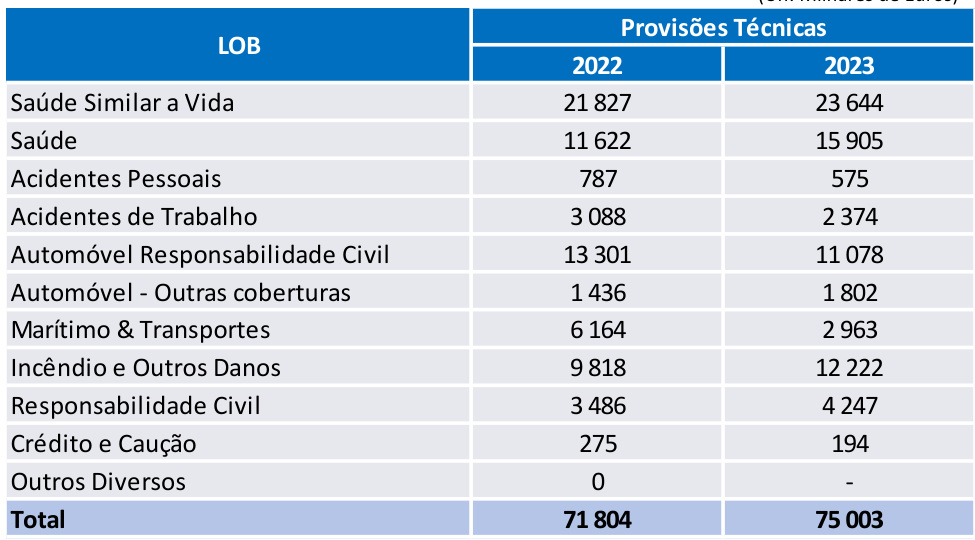 LOB
Provisões Técnicas
2022 2023
Saúde Similar a Vida 21 827 23 644
Saúde 11 622 15 905
Acidentes Pessoais 787 575
Acidentes de Trabalho 3 088 2 374
Automóvel Responsabilidade Civil 13 301 11 078
Automóvel - Outras coberturas 1 436 1 802
Marítimo & Transportes 6 164 2 963
Incêndio e Outros Danos 9 818 12 222
Responsabilidade Civil 3 486 4 247
Crédito e Caução 275 194
Outros Diversos 0 -
Total 71 804 75 003